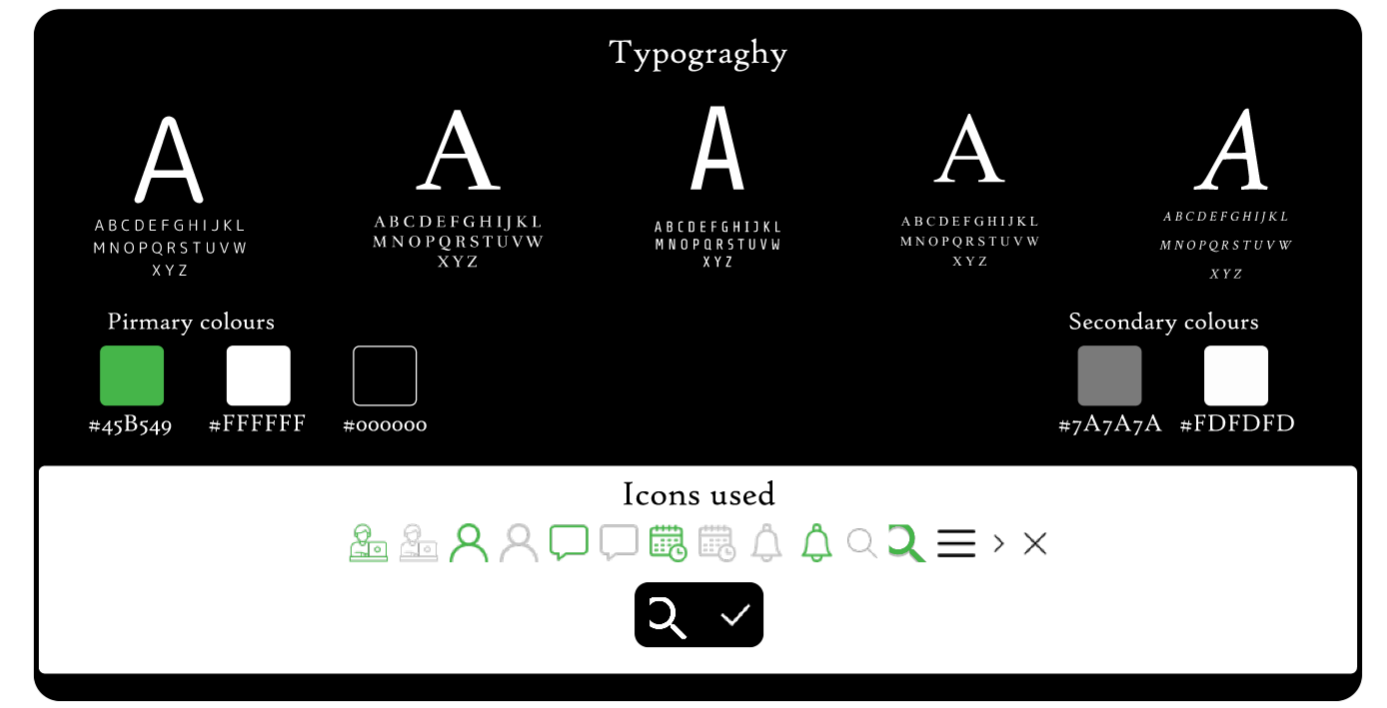 Typograghy
A
A
A
A
A
ABCDEFGHIJKL
MNOPQRSTUVW
XYZ
ABCDEFGHIJKL
MNOPQRSTUVW
XYZ
ABCDEFGHIJKL
MNOPQRSTUVW
XYZ
ABCDEFGHIJKL
MNOPQRSTUVW
XYZ
ABCDEFGHIJKL
MNOPQRSTUVW
XYZ
Pirmary colours
#45B549
#FFFFFF
#000000
Secondary colours
#7A7A7A
#FDFDFD
Icons used